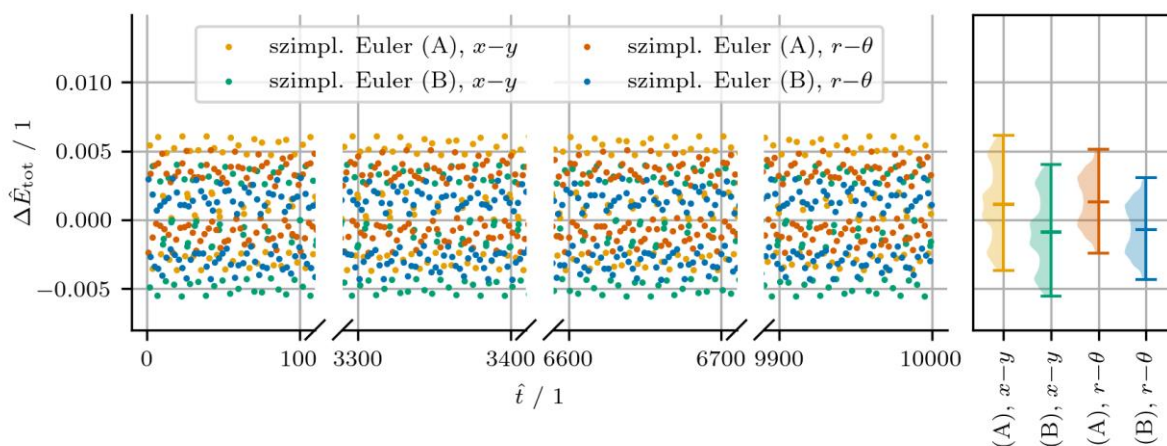 szimpl. Euler (A), x−y
szimpl. Euler (B), x−y
szimpl. Euler (A), r−θ
szimpl. Euler (B), r−θ
0.010
0.005
0.000
−0.005
ΔÊtot / 1
0
100
3300
3400
6600
6700
9900
10000
t̂ / 1
(A), x−y
(B), x−y
(A), r−θ
(B), r−θ